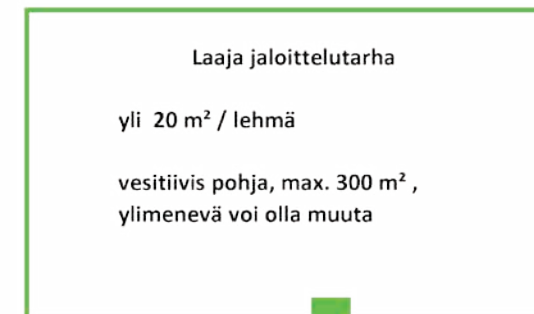 Laaja jaloittelutarha
yli 20 m² / lehmä
vesitiivis pohja, max. 300 m² ,
ylimenevä voi olla muuta